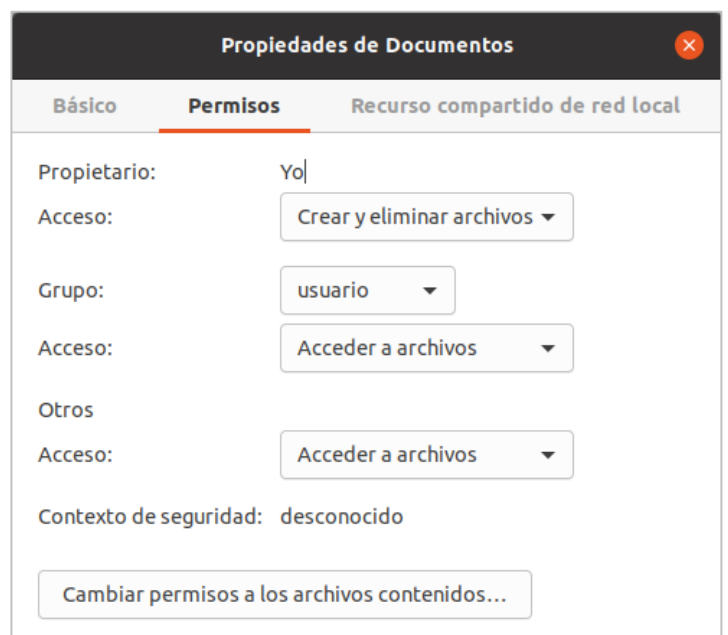 Propiedades de Documentos
Básico Permisos Recurso compartido de red local
Propietario: Yo
Acceso: Crear y eliminar archivos
Grupo: usuario
Acceso: Acceder a archivos
Otros
Acceso: Acceder a archivos
Contexto de seguridad: desconocido
Cambiar permisos a los archivos contenidos...